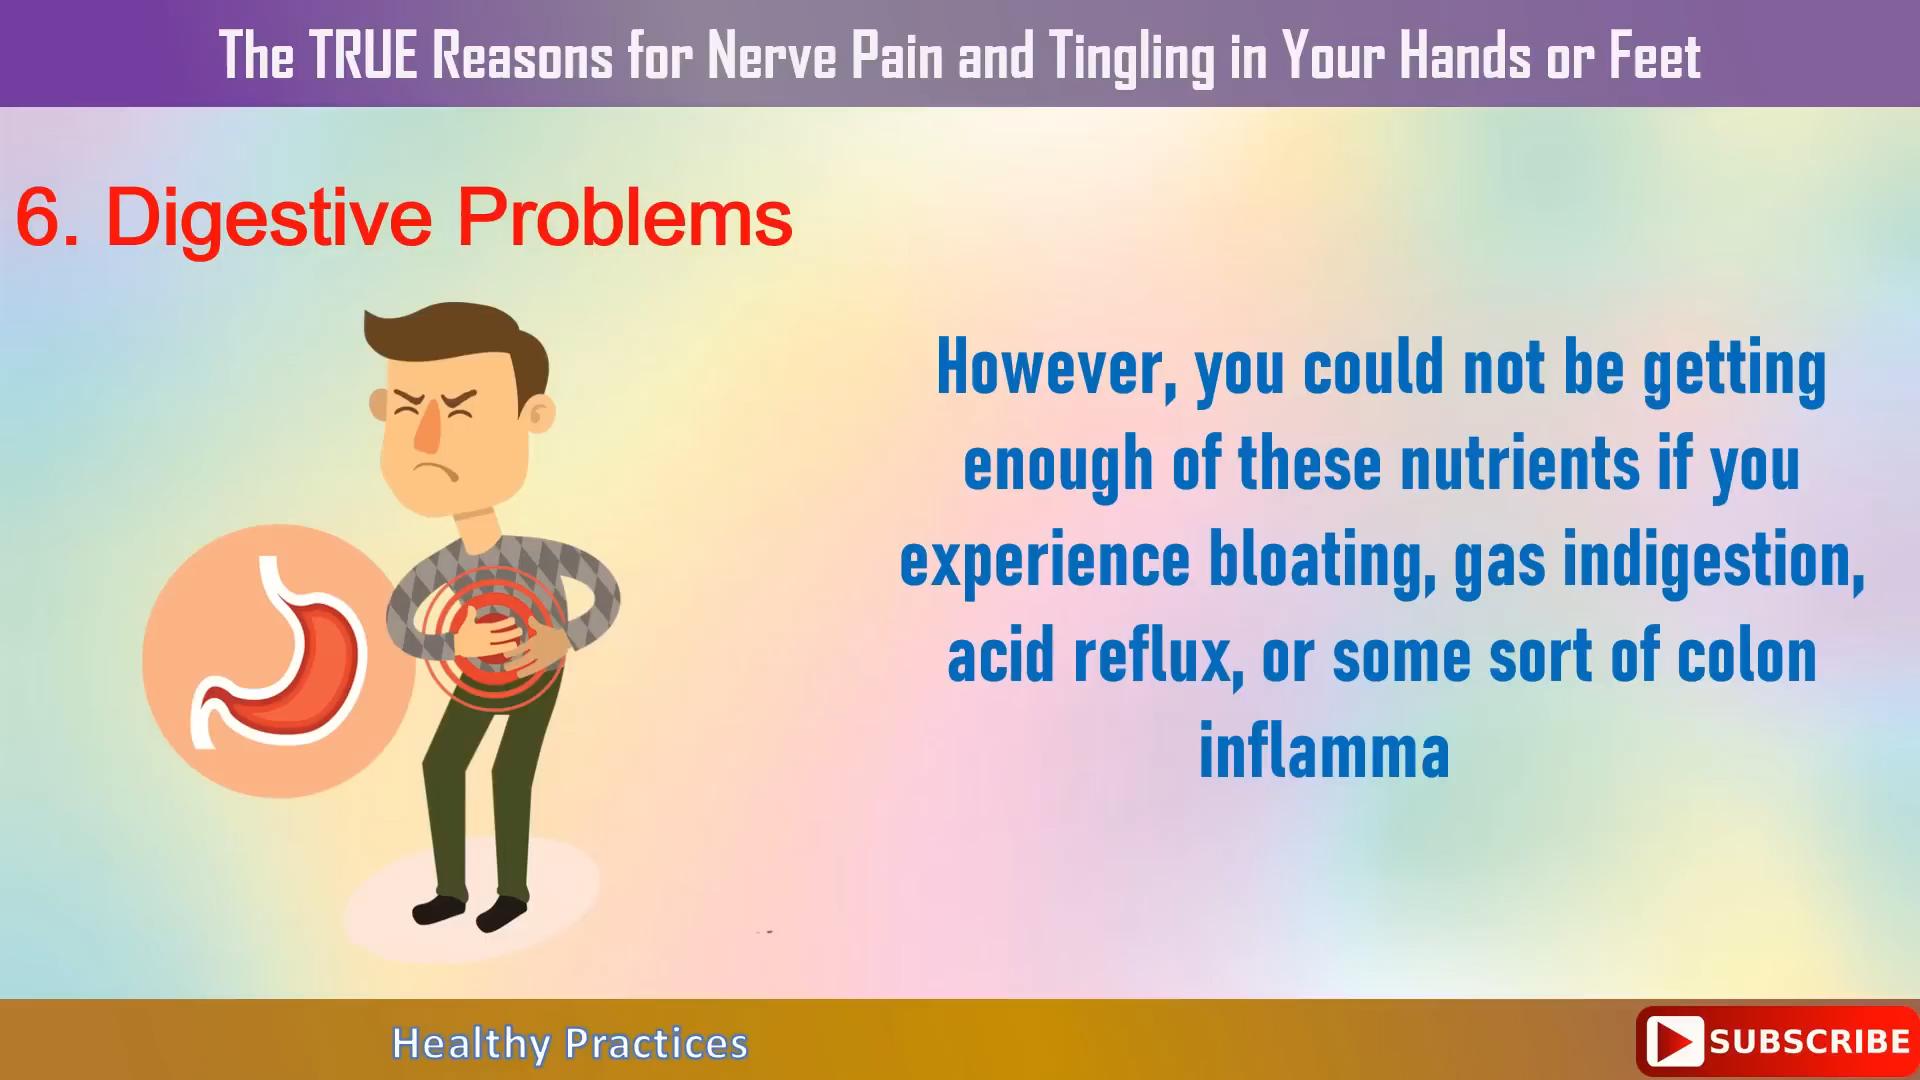 The TRUE Reasons for Nerve Pain and Tingling in Your Hands or Feet
6. Digestive Problems
However, you could not be getting
enough of these nutrients if you
experience bloating, gas indigestion,
acid reflux, or some sort of colon
inflamma
Healthy Practices
SUBSCRIBE